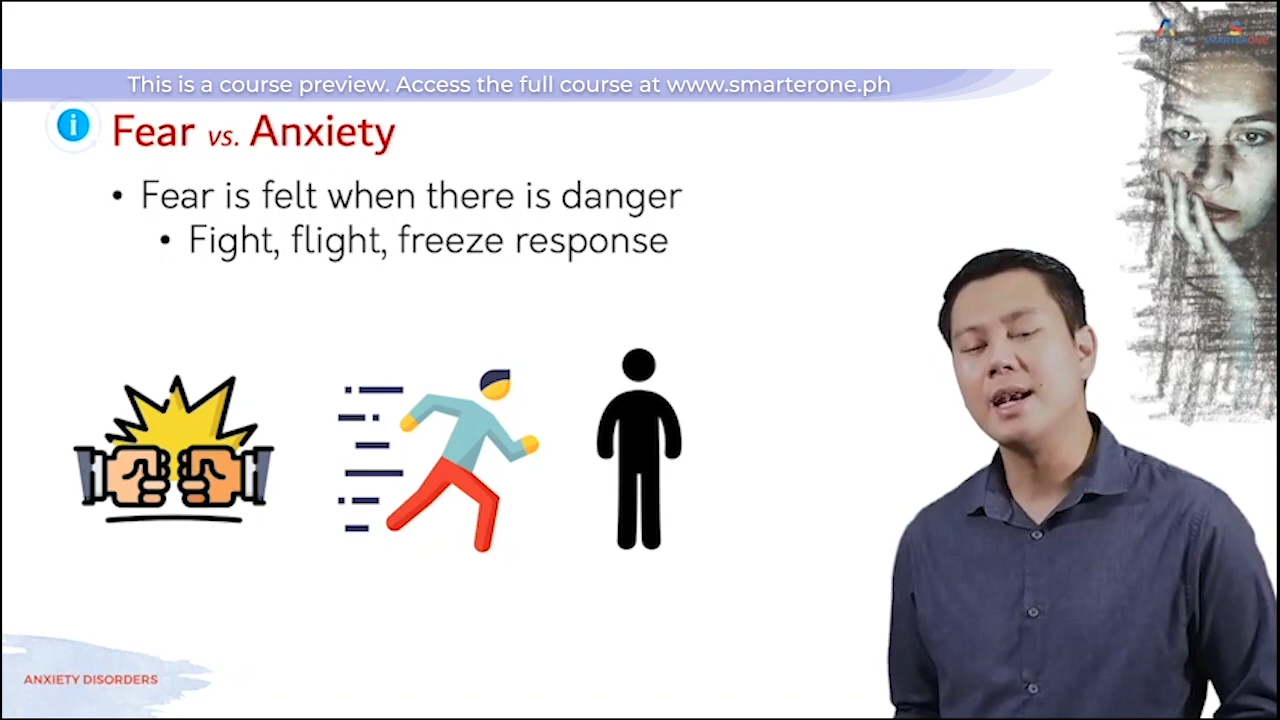 SMARTERONE
This is a course preview. Access the full course at www.smarterone.ph
i
Fear vs. Anxiety
• Fear is felt when there is danger
• Fight, flight, freeze response
ANXIETY DISORDERS